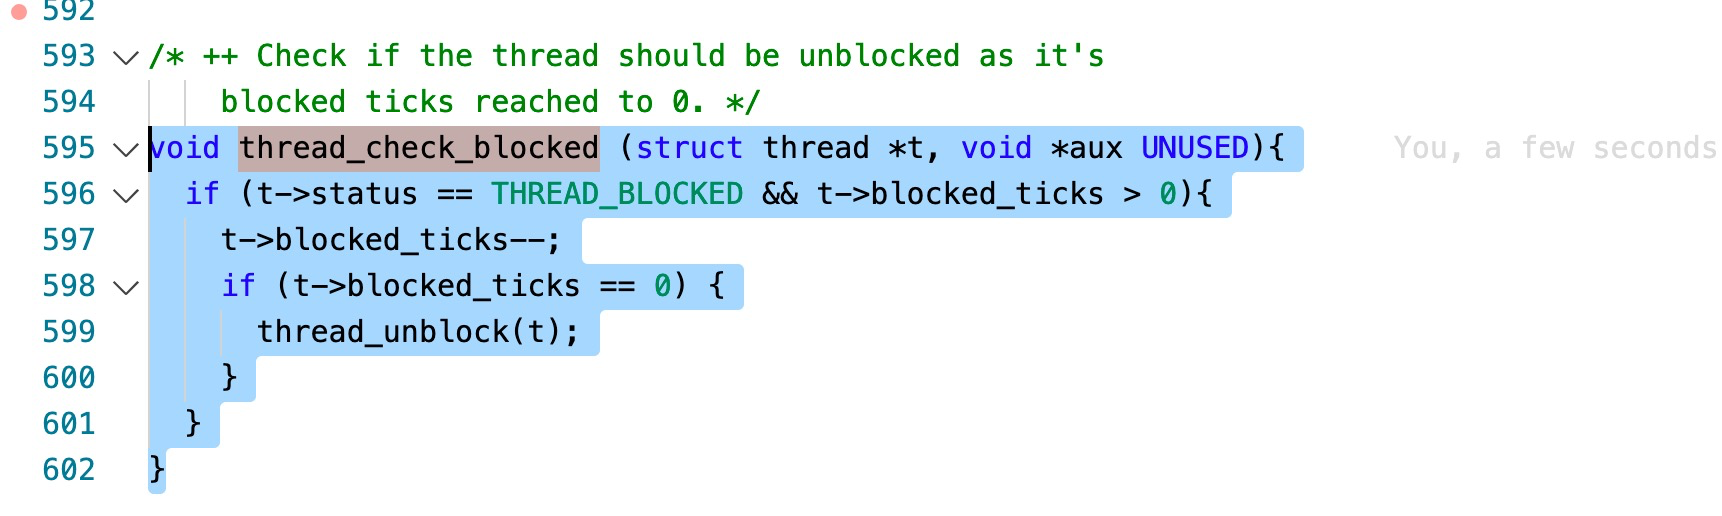 592
593 /* ++ Check if the thread should be unblocked as it's
594 blocked ticks reached to 0. */
595 void thread_check_blocked (struct thread *t, void *aux UNUSED){ You, a few seconds
596 if (t->status == THREAD_BLOCKED && t->blocked_ticks > 0){
597 t->blocked_ticks--;
598 if (t->blocked_ticks == 0) {
599 thread_unblock(t);
600 }
601 }
602 }